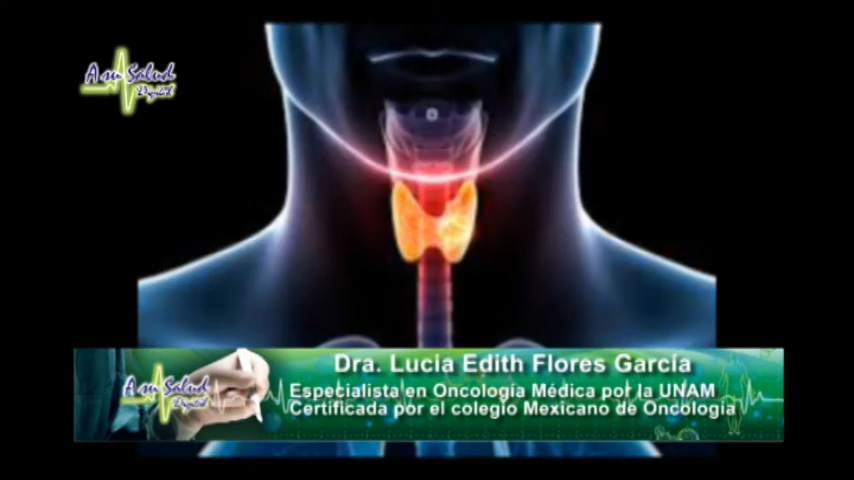 A su Salud
Digital
Dra. Lucia Edith Flores García
A su Salud
Digital
Especialista en Oncología Médica por la UNAM
Certificada por el colegio Mexicano de Oncología